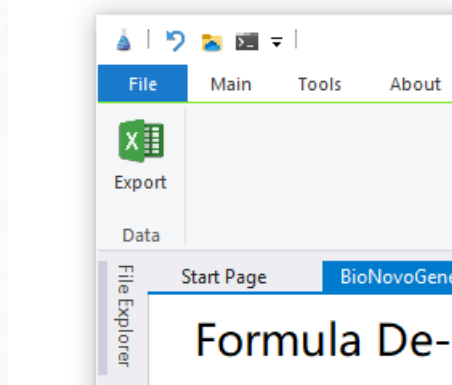 File Main Tools About
Export
Data
File Explorer
Start Page BioNovoGene
Formula De-